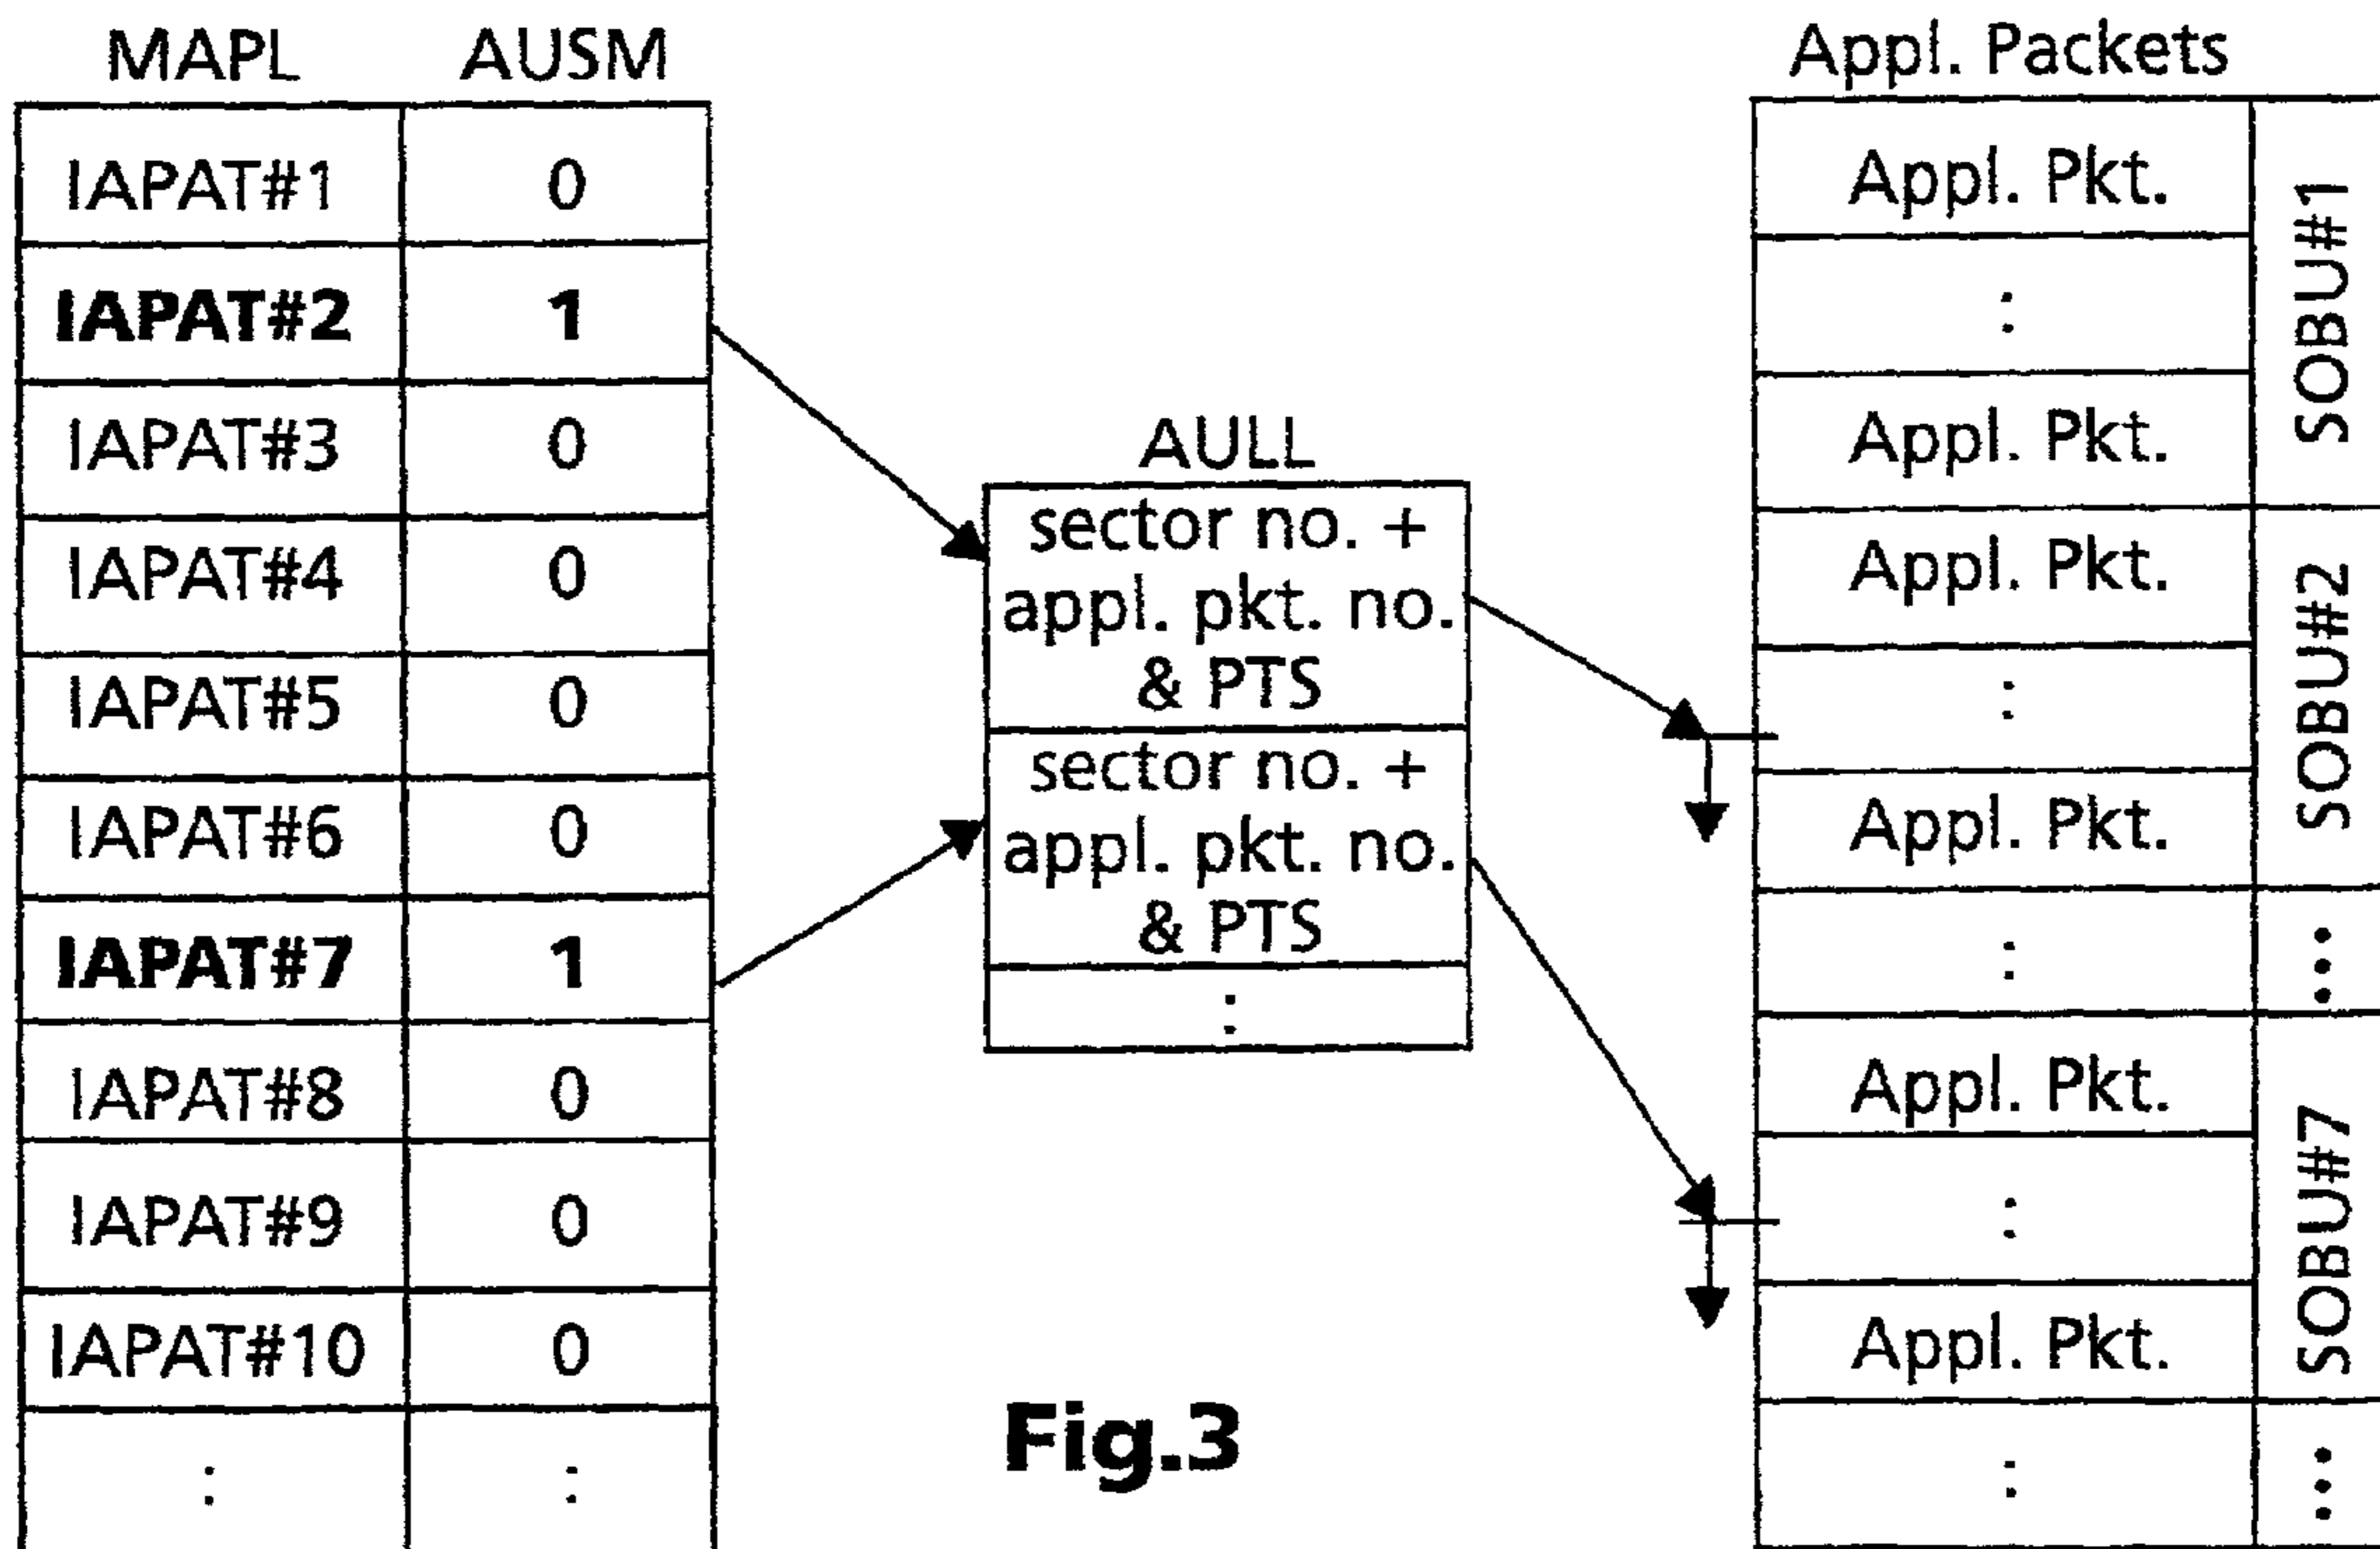 MAPL AUSM
IAPAT#1 0
IAPAT#2 1
IAPAT#3 0
IAPAT#4 0
IAPAT#5 0
IAPAT#6 0
IAPAT#7 1
IAPAT#8 0
IAPAT#9 0
IAPAT#10 0
: :
AULL
sector no. +
appl. pkt. no.
& PTS
sector no. +
appl. pkt. no.
& PTS
:
Appl. Packets
Appl. Pkt.
:
Appl. Pkt.
SOBU#1
Appl. Pkt.
:
Appl. Pkt.
SOBU#2
: ...
Appl. Pkt.
:
Appl. Pkt.
SOBU#7
: ...
Fig.3